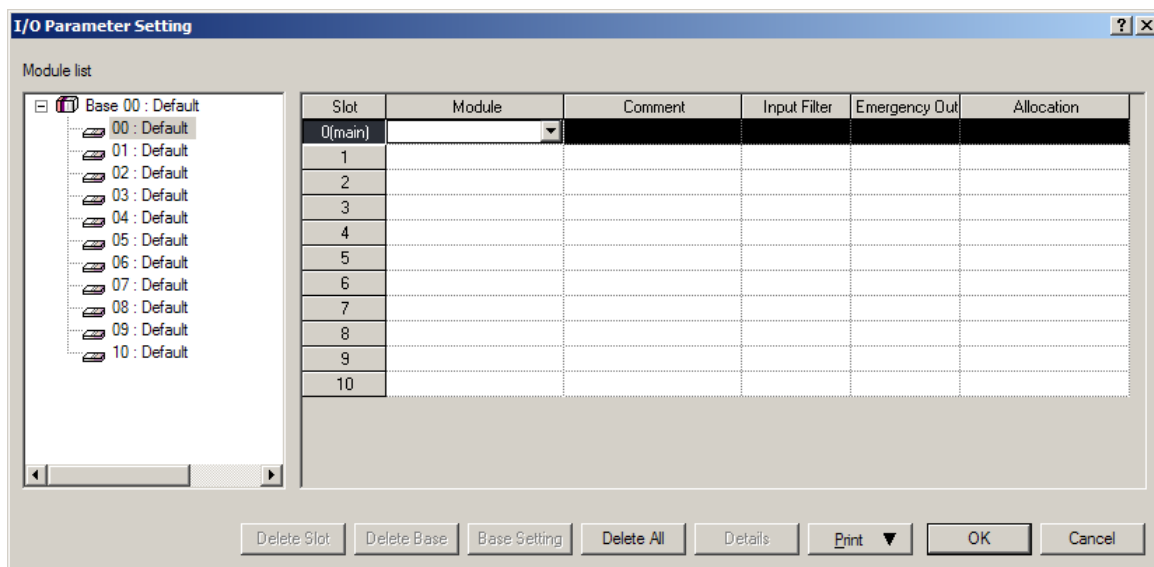 I/O Parameter Setting
Module list
Base 00 : Default
00 : Default
01 : Default
02 : Default
03 : Default
04 : Default
05 : Default
06 : Default
07 : Default
08 : Default
09 : Default
10 : Default
Slot Module Comment Input Filter Emergency Out Allocation
0(main)
1
2
3
4
5
6
7
8
9
10
Delete Slot Delete Base Base Setting Delete All Details Print ▼ OK Cancel